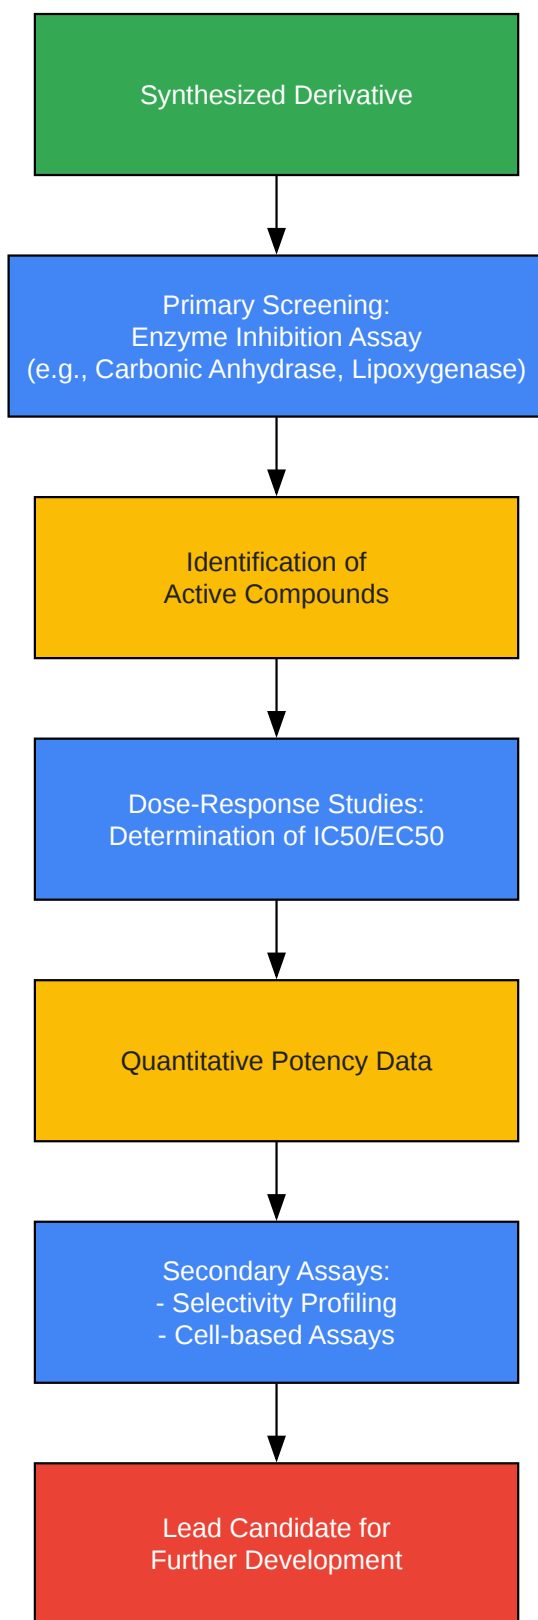 Synthesized Derivative
Primary Screening:
Enzyme Inhibition Assay
(e.g., Carbonic Anhydrase, Lipoxygenase)
Identification of
Active Compounds
Dose-Response Studies:
Determination of IC50/EC50
Quantitative Potency Data
Secondary Assays:
- Selectivity Profiling
- Cell-based Assays
Lead Candidate for
Further Development